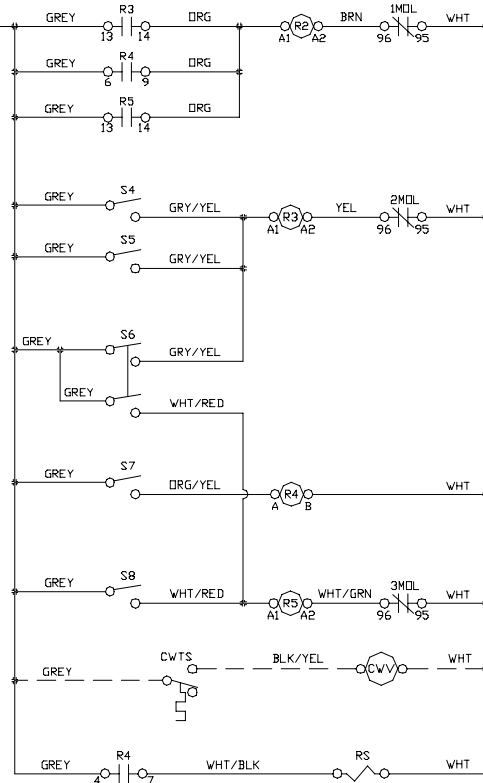 GREY R3 ORG R2 BRN 1MOL WHT
13 14 A1 A2 96 95
GREY R4 ORG
6 9
GREY R5 ORG
13 14
GREY S4 GRY/YEL R3 YEL 2MOL WHT
A1 A2 96 95
GREY S5 GRY/YEL
GREY S6 GRY/YEL
GREY WHT/RED
GREY S7 ORG/YEL R4 WHT
A B
GREY S8 WHT/RED R5 WHT/GRN 3MOL WHT
A1 A2 96 95
GREY CWTS BLK/YEL CWV WHT
GREY R4 WHT/BLK RS WHT
4 7